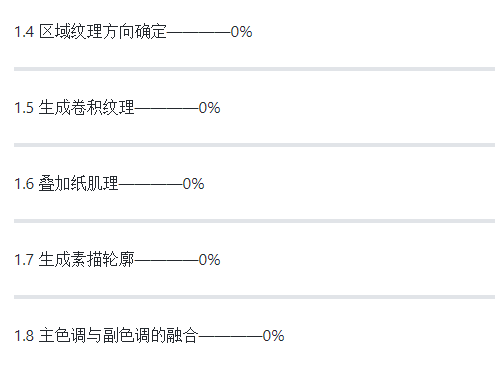 1.4 区域纹理方向确定————0%
1.5 生成卷积纹理————0%
1.6 叠加纸肌理————0%
1.7 生成素描轮廓————0%
1.8 主色调与副色调的融合————0%